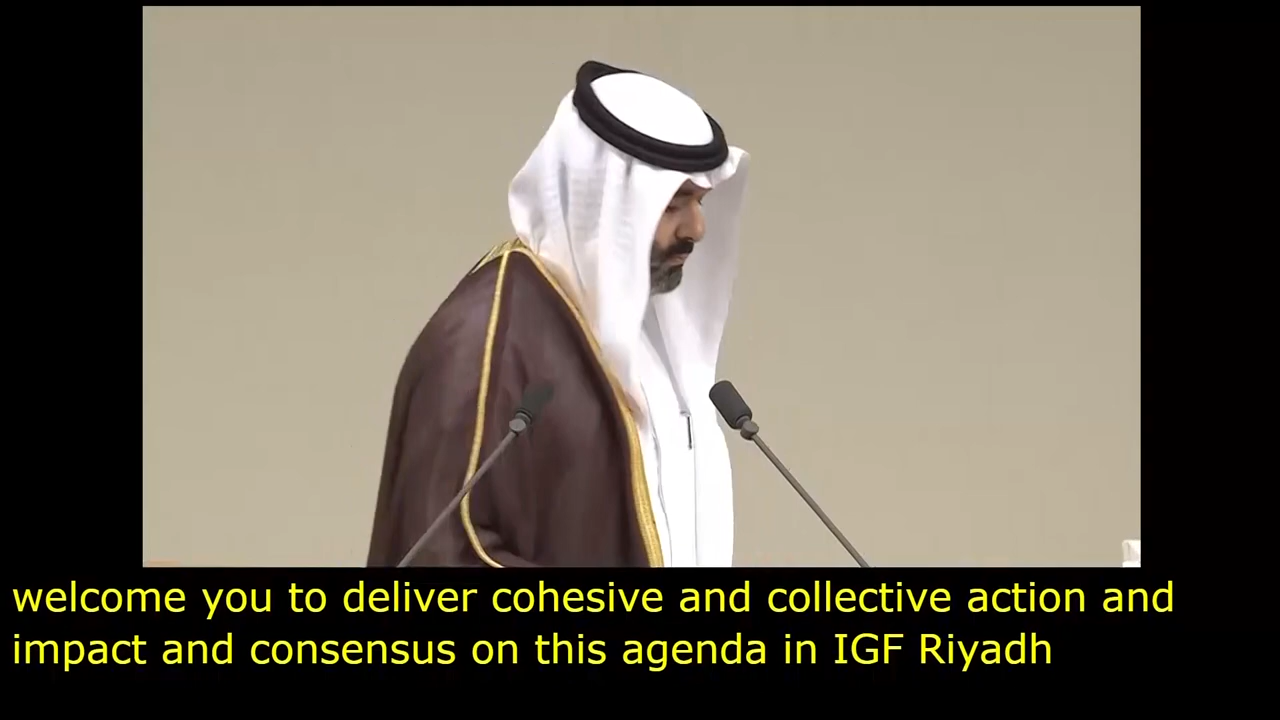 welcome you to deliver cohesive and collective action and
impact and consensus on this agenda in IGF Riyadh